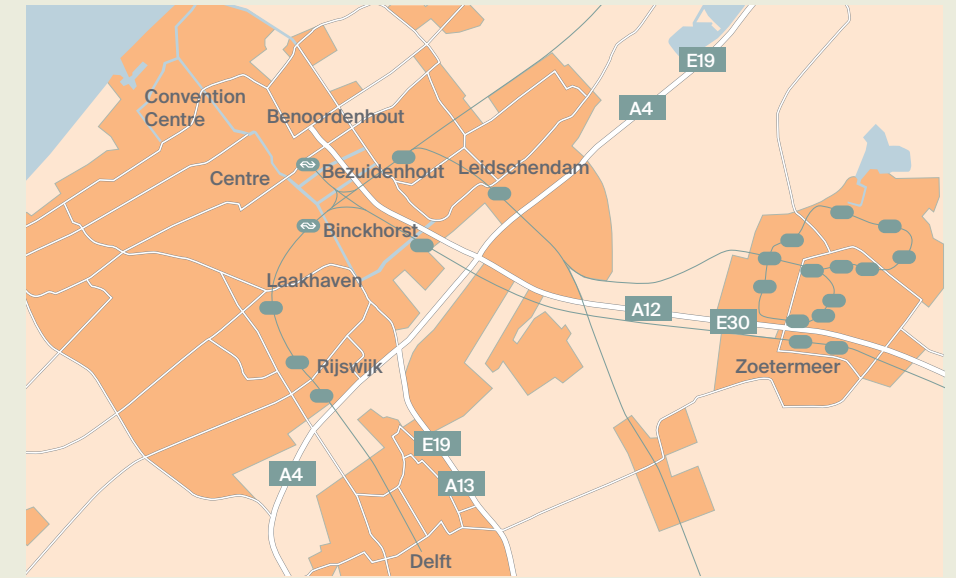 E19
A4
Convention
Centre
Benoordenhout
Leidschendam
Bezuidenhout
Centre
Binckhorst
Laakhaven
A12
E30
Rijswijk
Zoetermeer
E19
A4
A13
Delft